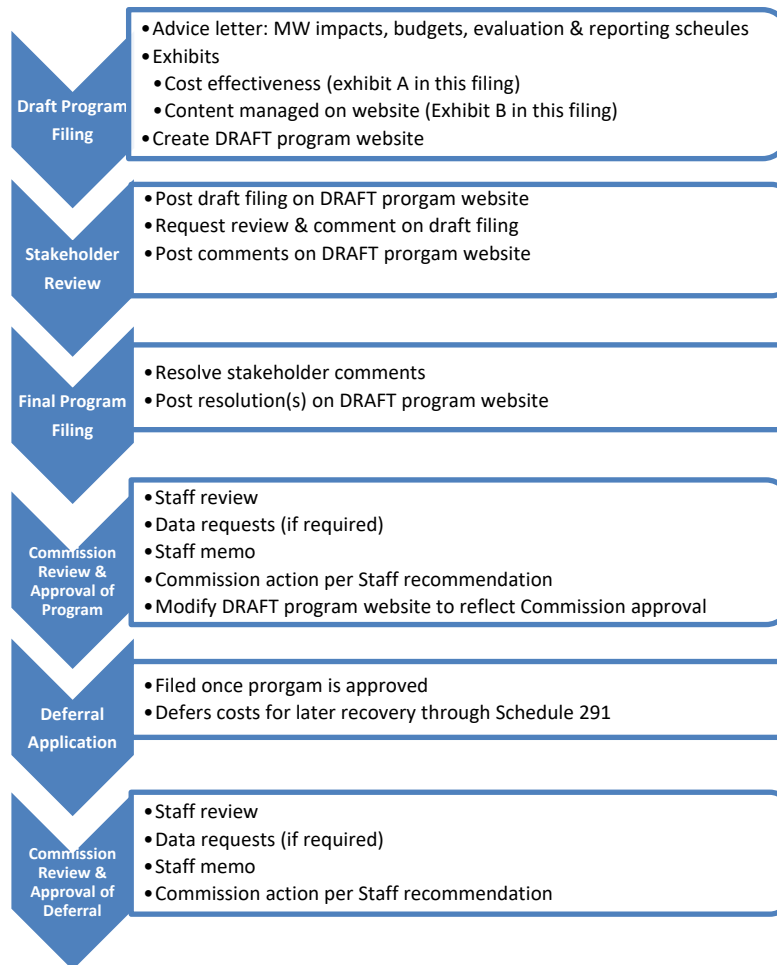 Draft Program
Filing
•Advice letter: MW impacts, budgets, evaluation & reporting scheules
•Exhibits
•Cost effectiveness (exhibit A in this filing)
•Content managed on website (Exhibit B in this filing)
•Create DRAFT program website
Stakeholder
Review
•Post draft filing on DRAFT prorgam website
•Request review & comment on draft filing
•Post comments on DRAFT prorgam website
Final Program
Filing
•Resolve stakeholder comments
•Post resolution(s) on DRAFT program website
Commission
Review &
Approval of
Program
•Staff review
•Data requests (if required)
•Staff memo
•Commission action per Staff recommendation
•Modify DRAFT program website to reflect Commission approval
Deferral
Application
•Filed once prorgam is approved
•Defers costs for later recovery through Schedule 291
Commission
Review &
Approval of
Deferral
•Staff review
•Data requests (if required)
•Staff memo
•Commission action per Staff recommendation